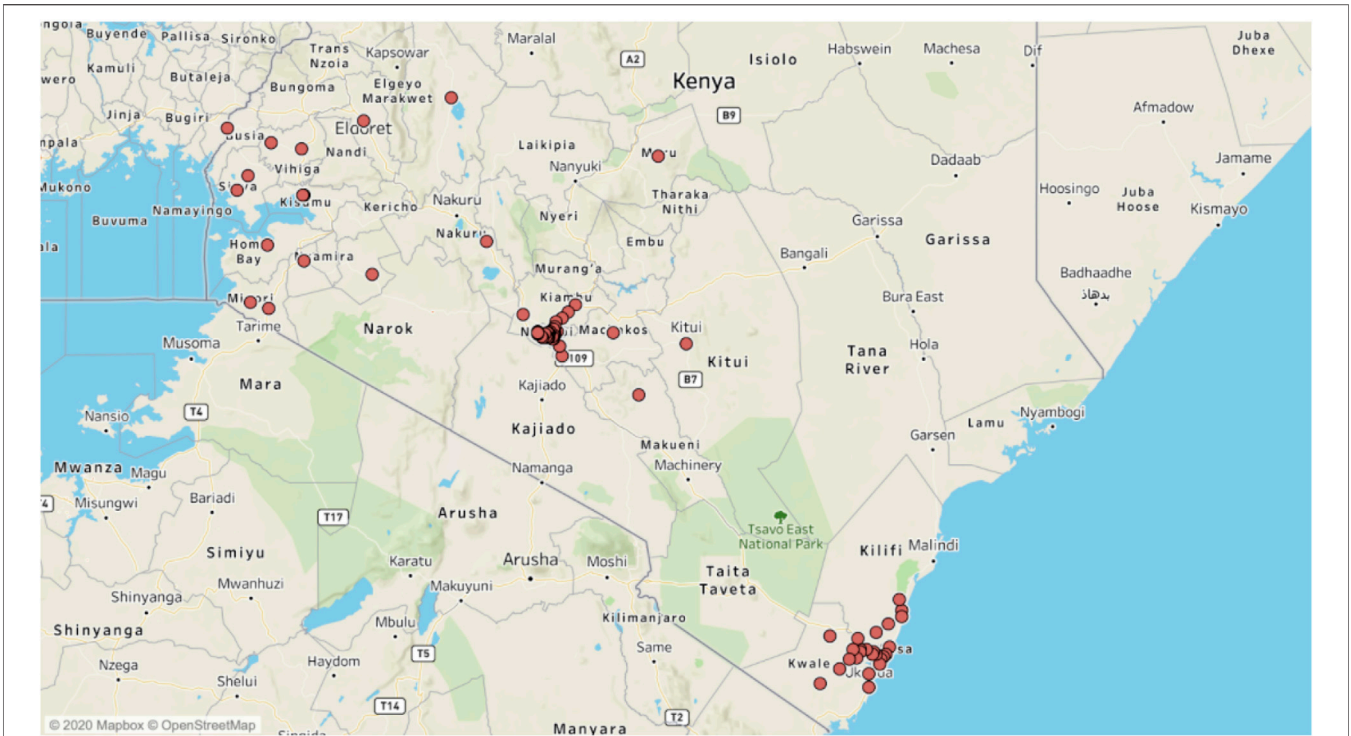 Buyende
Pallisa
Sironko
Trans
Nzoia
Kapsowar
Maralal
A2
Isiolo
Habswein
Machesa
Dif
Juba
Dhexe
Kamuli
Butaleja
Bungoma
Elgeyo
Marakwet
Kenya
Jinja
Bugiri
Eldoret
B9
Afmadow
Nandi
Laikipia
Nanyuki
Dadaab
Jamame
Vihiga
Mukono
Buvuma
Namayingo
Kericho
Nakuru
Tharaka
Nithi
Hoosingo
Juba
Hoose
Kismayo
Nyeri
Garissa
Nakuru
Embu
Bangali
Garissa
Bay
Murang'a
Badhaadhe
بدهاذ
Kiambu
Bura East
Tarime
Narok
Kitui
Musoma
109
Kitui
Tana
River
Hola
Mara
Kajiado
B7
Nansio
T4
Kajiado
Nyambogi
Lamu
Garsen
Makueni
Machinery
Mwanza
Magu
Namanga
Misungwi
Bariadi
T17
Arusha
Tsavo East
National Park
Simiyu
Kilifi
Malindi
Karatu
Arusha
Moshi
Taita
Taveta
Mwanhuzi
Makuyuni
Shinyanga
Kilimanjaro
Shinyanga
Mbulu
Same
T5
Nzega
Haydom
Kwale
Shelui
T14
T2
Manyara
© 2020 Mapbox © OpenStreetMap